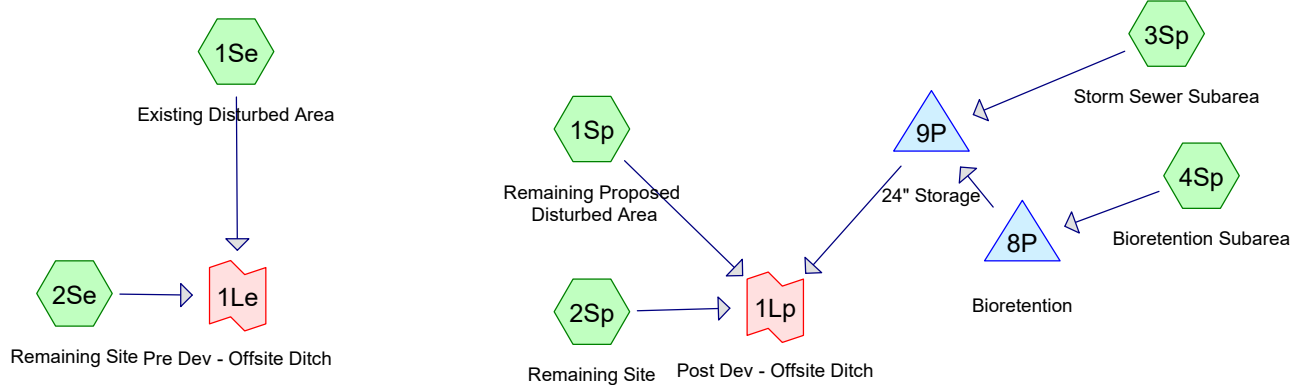 1Se
Existing Disturbed Area
2Se
Remaining Site
1Le
Pre Dev - Offsite Ditch
1Sp
Remaining Proposed
Disturbed Area
2Sp
Remaining Site
1Lp
Post Dev - Offsite Ditch
3Sp
Storm Sewer Subarea
9P
24" Storage
4Sp
Bioretention Subarea
8P
Bioretention